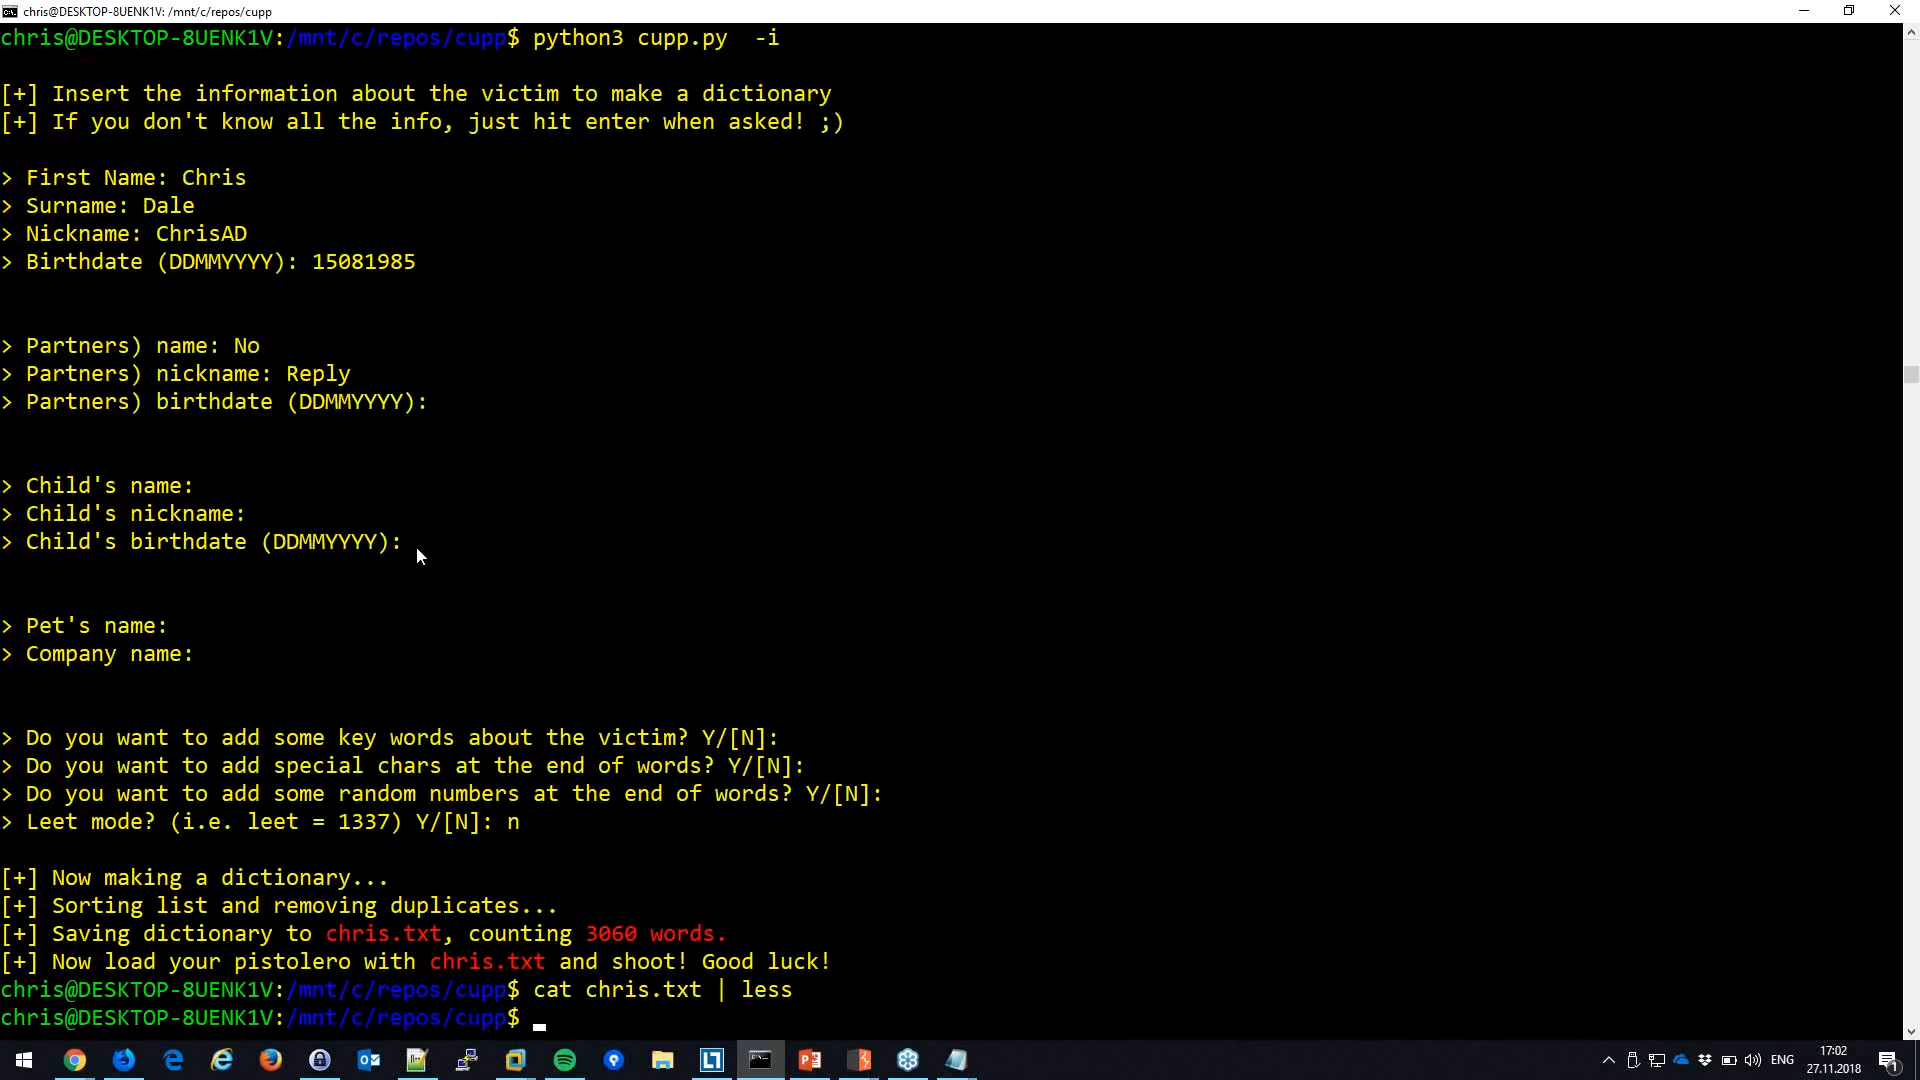 chris@DESKTOP-8UENK1V: /mnt/c/repos/cupp
chris@DESKTOP-8UENK1V:/mnt/c/repos/cupp$ python3 cupp.py  -i
[+] Insert the information about the victim to make a dictionary
[+] If you don't know all the info, just hit enter when asked! ;)
> First Name: Chris
> Surname: Dale
> Nickname: ChrisAD
> Birthdate (DDMMYYYY): 15081985
> Partners) name: No
> Partners) nickname: Reply
> Partners) birthdate (DDMMYYYY):
> Child's name:
> Child's nickname:
> Child's birthdate (DDMMYYYY):
> Pet's name:
> Company name:
> Do you want to add some key words about the victim? Y/[N]:
> Do you want to add special chars at the end of words? Y/[N]:
> Do you want to add some random numbers at the end of words? Y/[N]:
> Leet mode? (i.e. leet = 1337) Y/[N]: n
[+] Now making a dictionary...
[+] Sorting list and removing duplicates...
[+] Saving dictionary to chris.txt, counting 3060 words.
[+] Now load your pistolero with chris.txt and shoot! Good luck!
chris@DESKTOP-8UENK1V:/mnt/c/repos/cupp$ cat chris.txt | less
chris@DESKTOP-8UENK1V:/mnt/c/repos/cupp$
ENG
17:02
27.11.2018
1